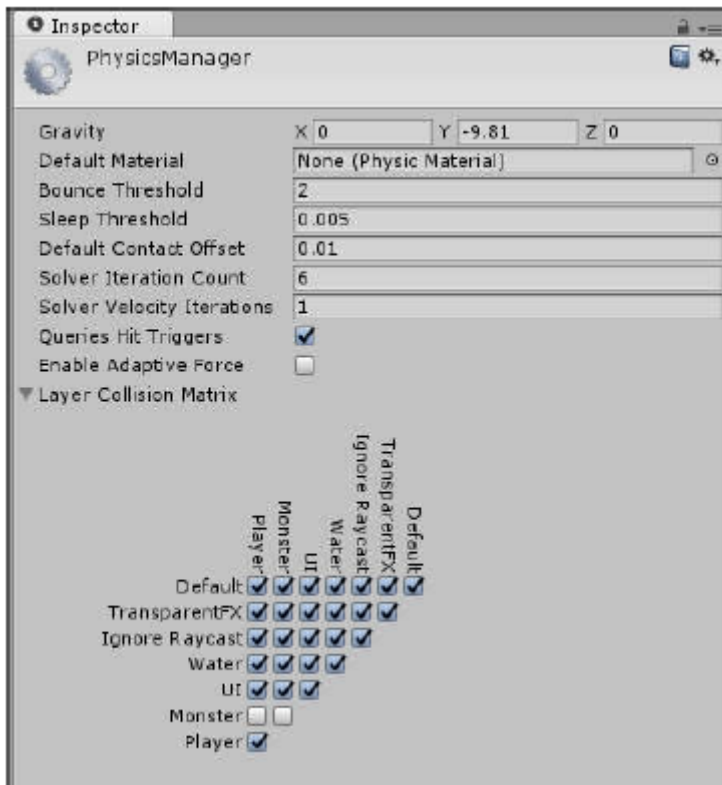 Inspector
PhysicsManager
Gravity X 0 Y -9.81 Z 0
Default Material None (Physic Material)
Bounce Threshold 2
Sleep Threshold 0.005
Default Contact Offset 0.01
Solver Iteration Count 6
Solver Velocity Iterations 1
Queries Hit Triggers
Enable Adaptive Force
Layer Collision Matrix
Player Monster UI Water Ignore Raycast TransparentFX Default
Default
TransparentFX
Ignore Raycast
Water
UI
Monster
Player